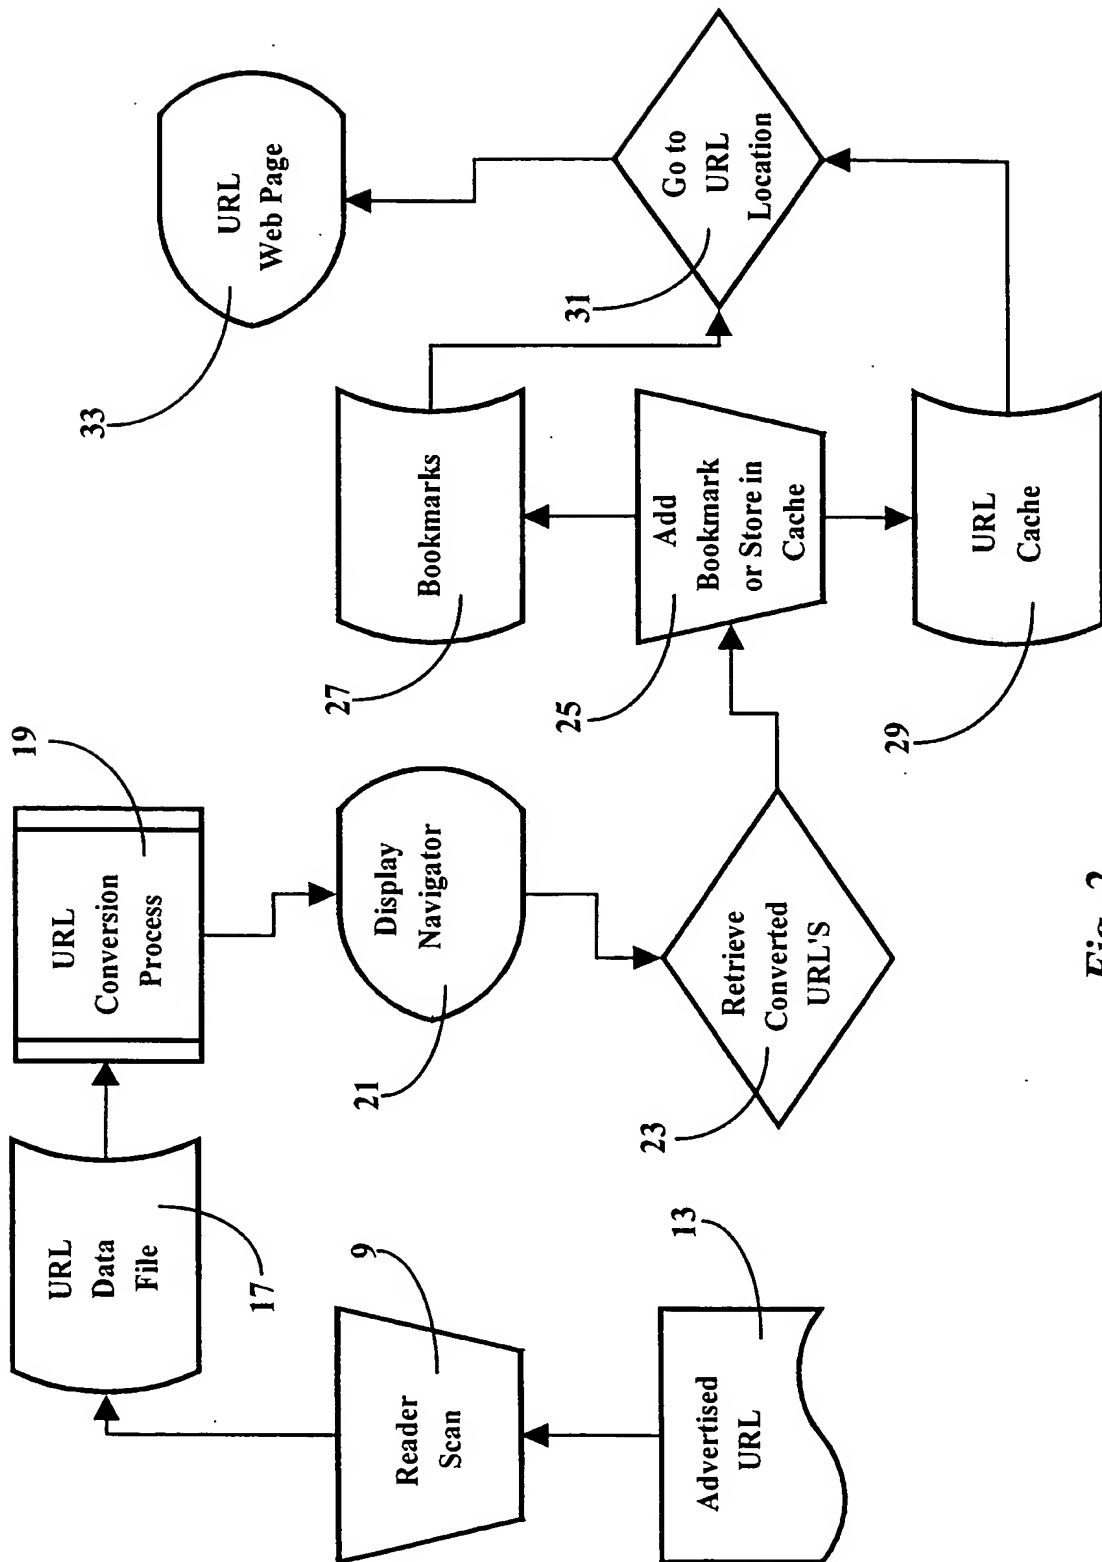 Advertised
URL
13
Reader
Scan
9
URL
Data
File
17
URL
Conversion
Process
19
Display
Navigator
21
Retrieve
Converted
URL'S
23
Add
Bookmark
or Store in
Cache
25
Bookmarks
27
URL
Cache
29
Go to
URL
Location
31
URL
Web Page
33
Fig. 2